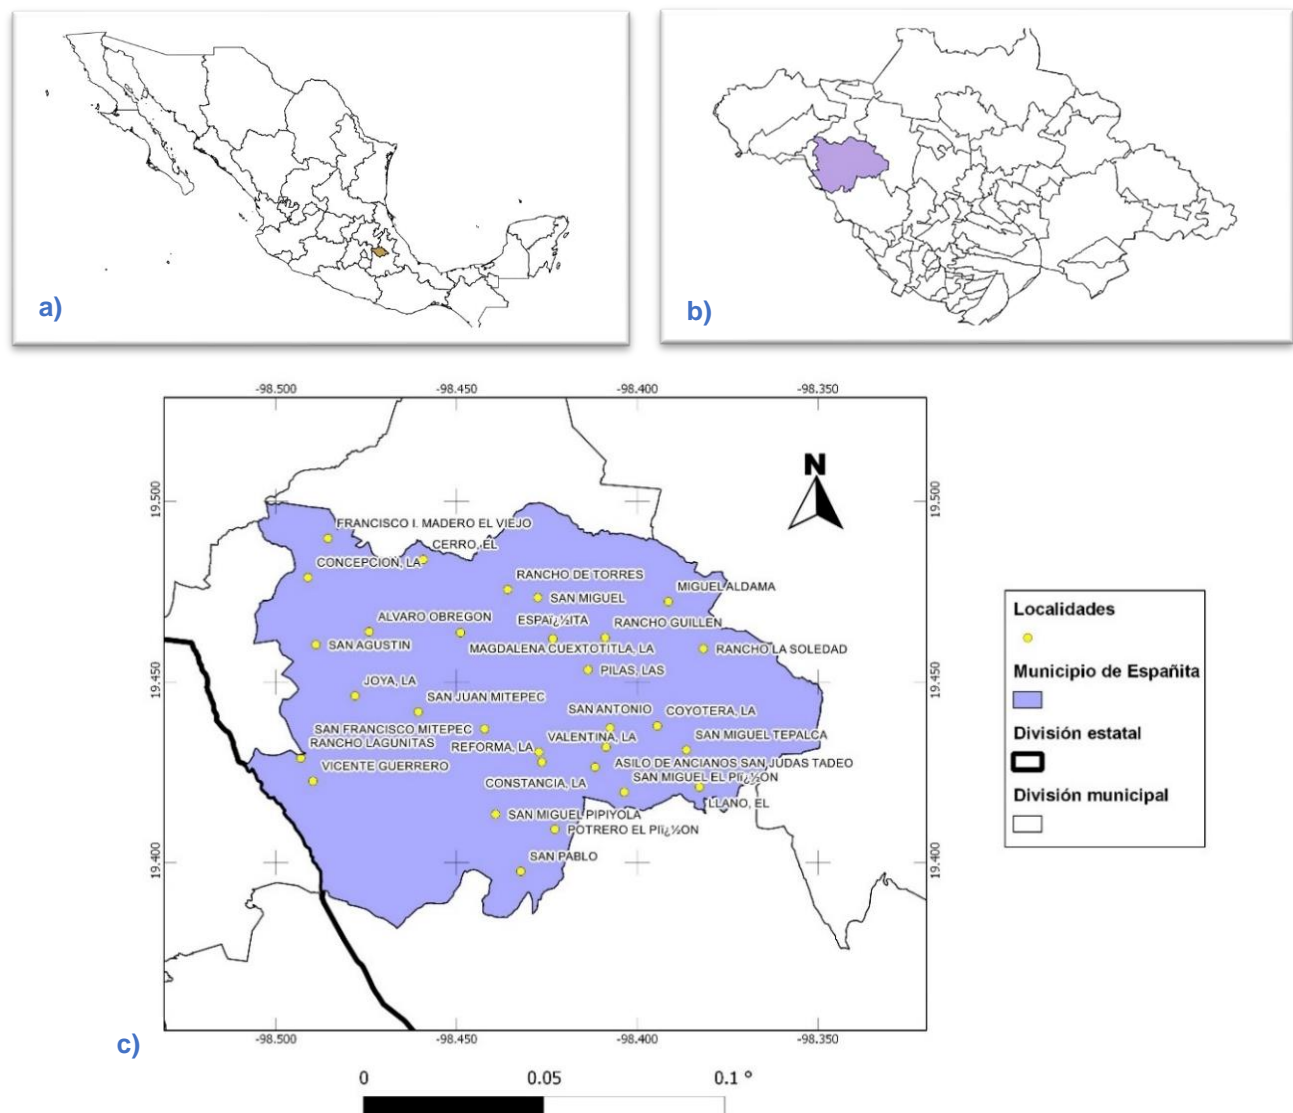 a)
b)
-98.500
-98.450
-98.400
-98.350
19.500
19.500
N
FRANCISCO I. MADERO EL VIEJO
CERRO, EL
CONCEPCION, LA
RANCHO DE TORRES
MIGUEL ALDAMA
SAN MIGUEL
ALVARO OBREGON
ESPAï¿½ITA
RANCHO GUILLEN
SAN AGUSTIN
MAGDALENA CUEXTOTITLA, LA
RANCHO LA SOLEDAD
PILAS, LAS
19.450
19.450
JOYA, LA
SAN JUAN MITEPEC
SAN ANTONIO
COYOTERA, LA
SAN FRANCISCO MITEPEC
VALENTINA, LA
SAN MIGUEL TEPALCA
RANCHO LAGUNITAS
REFORMA, LA
VICENTE GUERRERO
ASILO DE ANCIANOS SAN JUDAS TADEO
CONSTANCIA, LA
SAN MIGUEL EL PIï¿½ON
LLANO, EL
SAN MIGUEL PIPIYOLA
POTRERO EL PIï¿½ON
SAN PABLO
19.400
19.400
-98.500
-98.450
-98.400
-98.350
Localidades
Municipio de Españita
División estatal
División municipal
c)
0
0.05
0.1 °